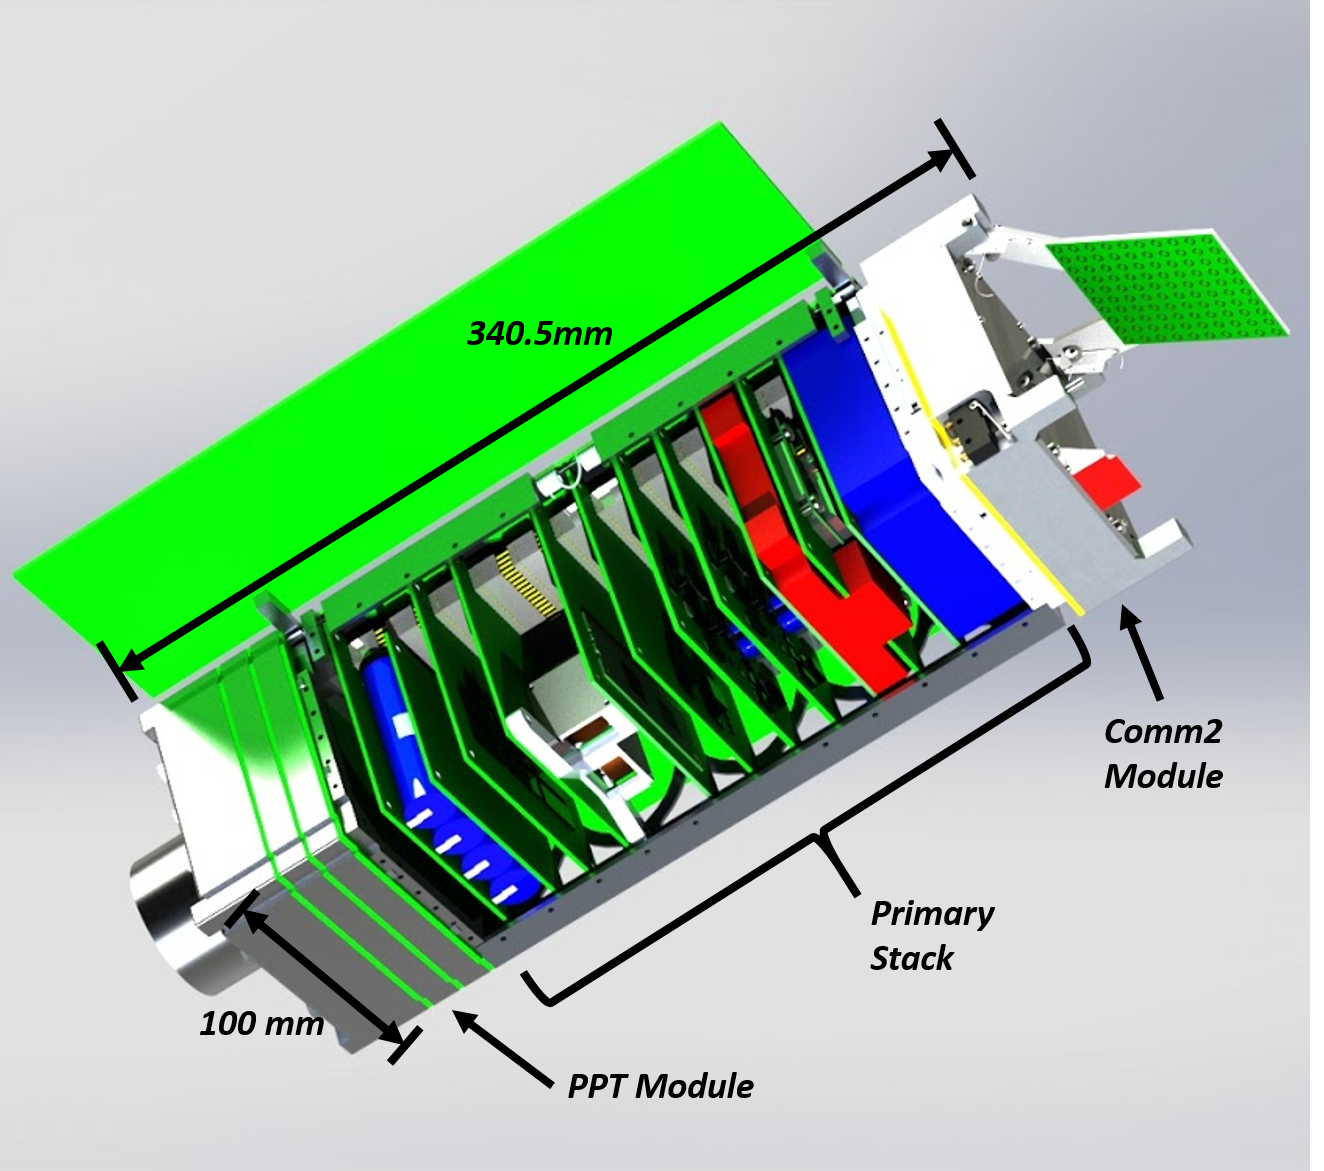 340.5mm
Comm2
Module
Primary
Stack
100 mm
PPT Module